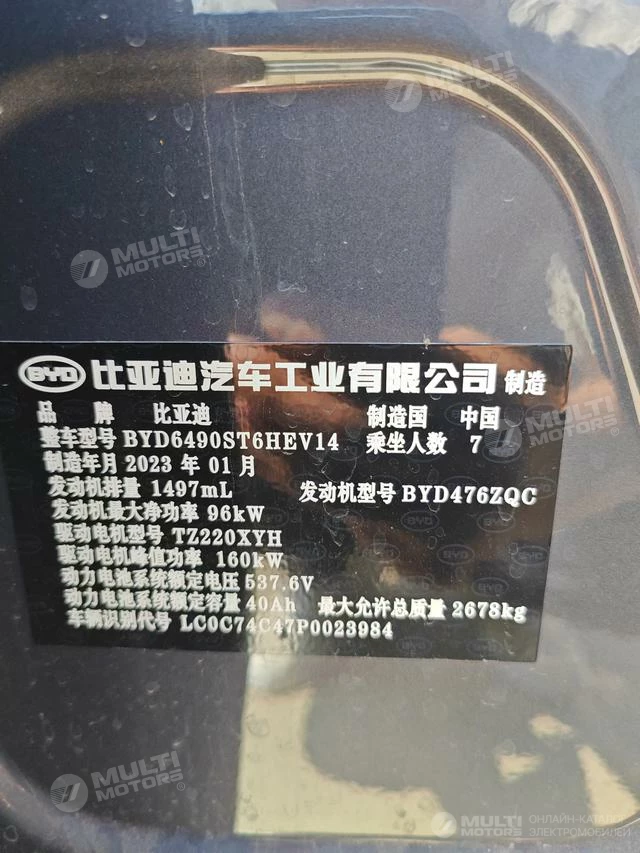 MULTI
MOTORS
MULTI
MOTORS
BYD 比亚迪汽车工业有限公司 制造
品 牌 比亚迪 制造国 中国
整车型号 BYD6490ST6HEV14 乘坐人数 7
制造年月 2023 年 01 月
发动机排量 1497mL 发动机型号 BYD476ZQC
发动机最大净功率 96kW
驱动电机型号 TZ220XYH
驱动电机峰值功率 160kW
动力电池系统额定电压 537.6V
动力电池系统额定容量 40Ah 最大允许总质量 2678kg
车辆识别代号 LC0C74C47P0023984
MULTI
MOTORS
MULTI
MOTORS
ОНЛАЙН-КАТАЛОГ
ЭЛЕКТРОМОБИЛЕЙ